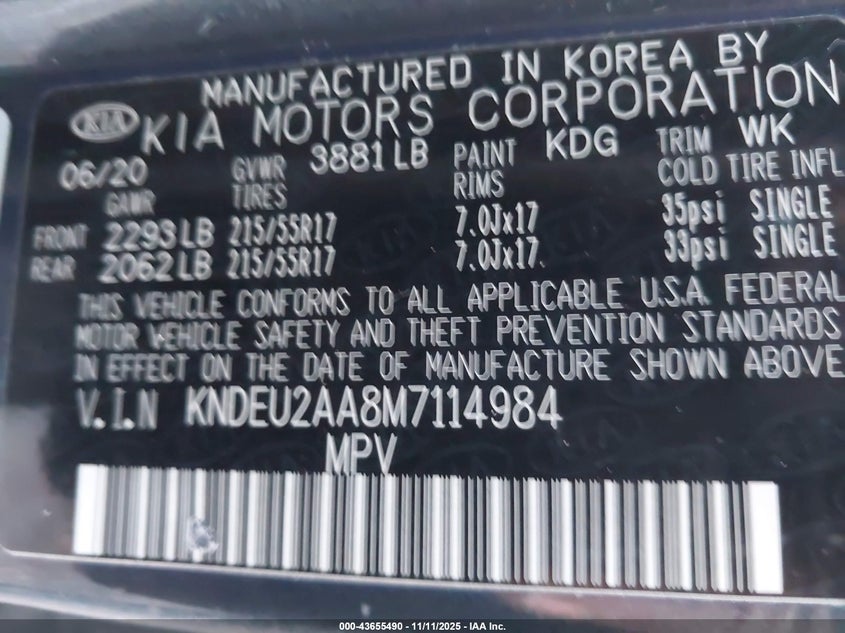 MANUFACTURED IN KOREA BY
KIA KIA MOTORS CORPORATION
06/20 GVWR 3881 LB PAINT KDG TRIM WK
GAWR TIRES RIMS COLD TIRE INFL
FRONT 2293 LB 215/55R17 7.0Jx17 35psi SINGLE
REAR 2062 LB 215/55R17 7.0Jx17 33psi SINGLE
THIS VEHICLE CONFORMS TO ALL APPLICABLE U.S.A. FEDERAL
MOTOR VEHICLE SAFETY AND THEFT PREVENTION STANDARDS
IN EFFECT ON THE DATE OF MANUFACTURE SHOWN ABOVE
V.I.N KNDEU2AA8M7114984
MPV
000-43655490 - 11/11/2025 - IAA Inc.